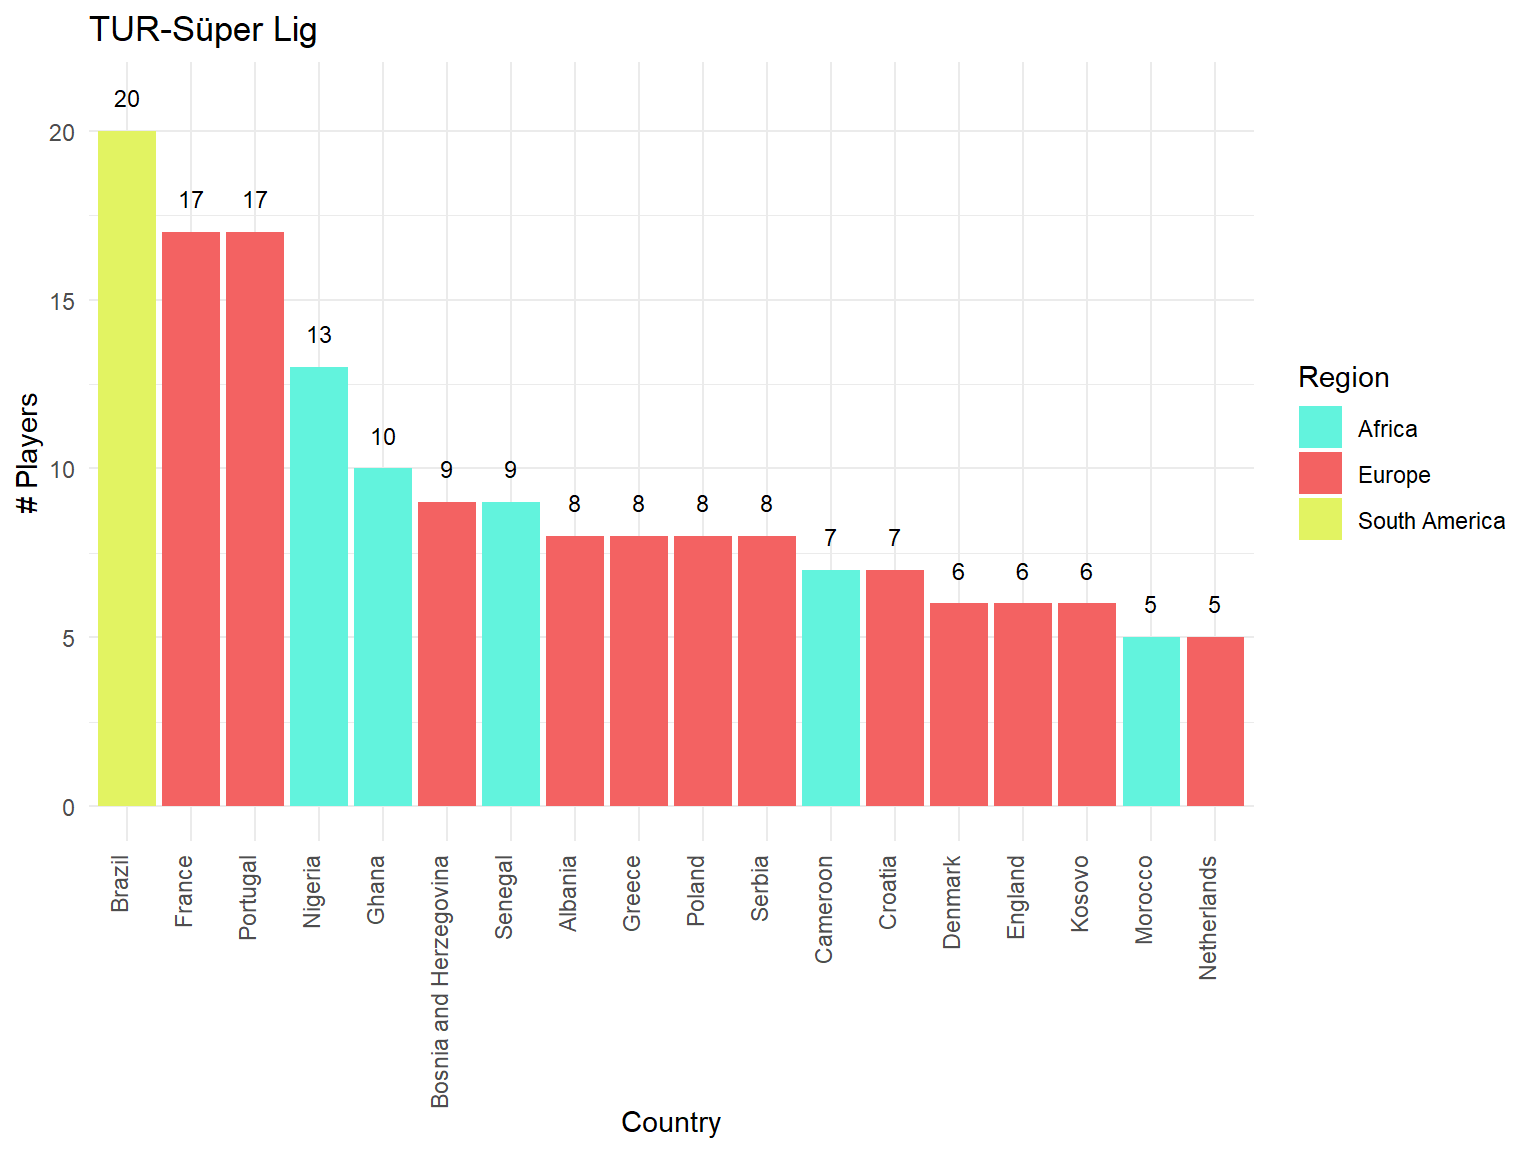 TUR-Süper Lig
20
17
17
13
10
9
9
8
8
8
8
7
7
6
6
6
5
5
20
15
10
5
0
# Players
Brazil
France
Portugal
Nigeria
Ghana
Bosnia and Herzegovina
Senegal
Albania
Greece
Poland
Serbia
Cameroon
Croatia
Denmark
England
Kosovo
Morocco
Netherlands
Country
Region
Africa
Europe
South America